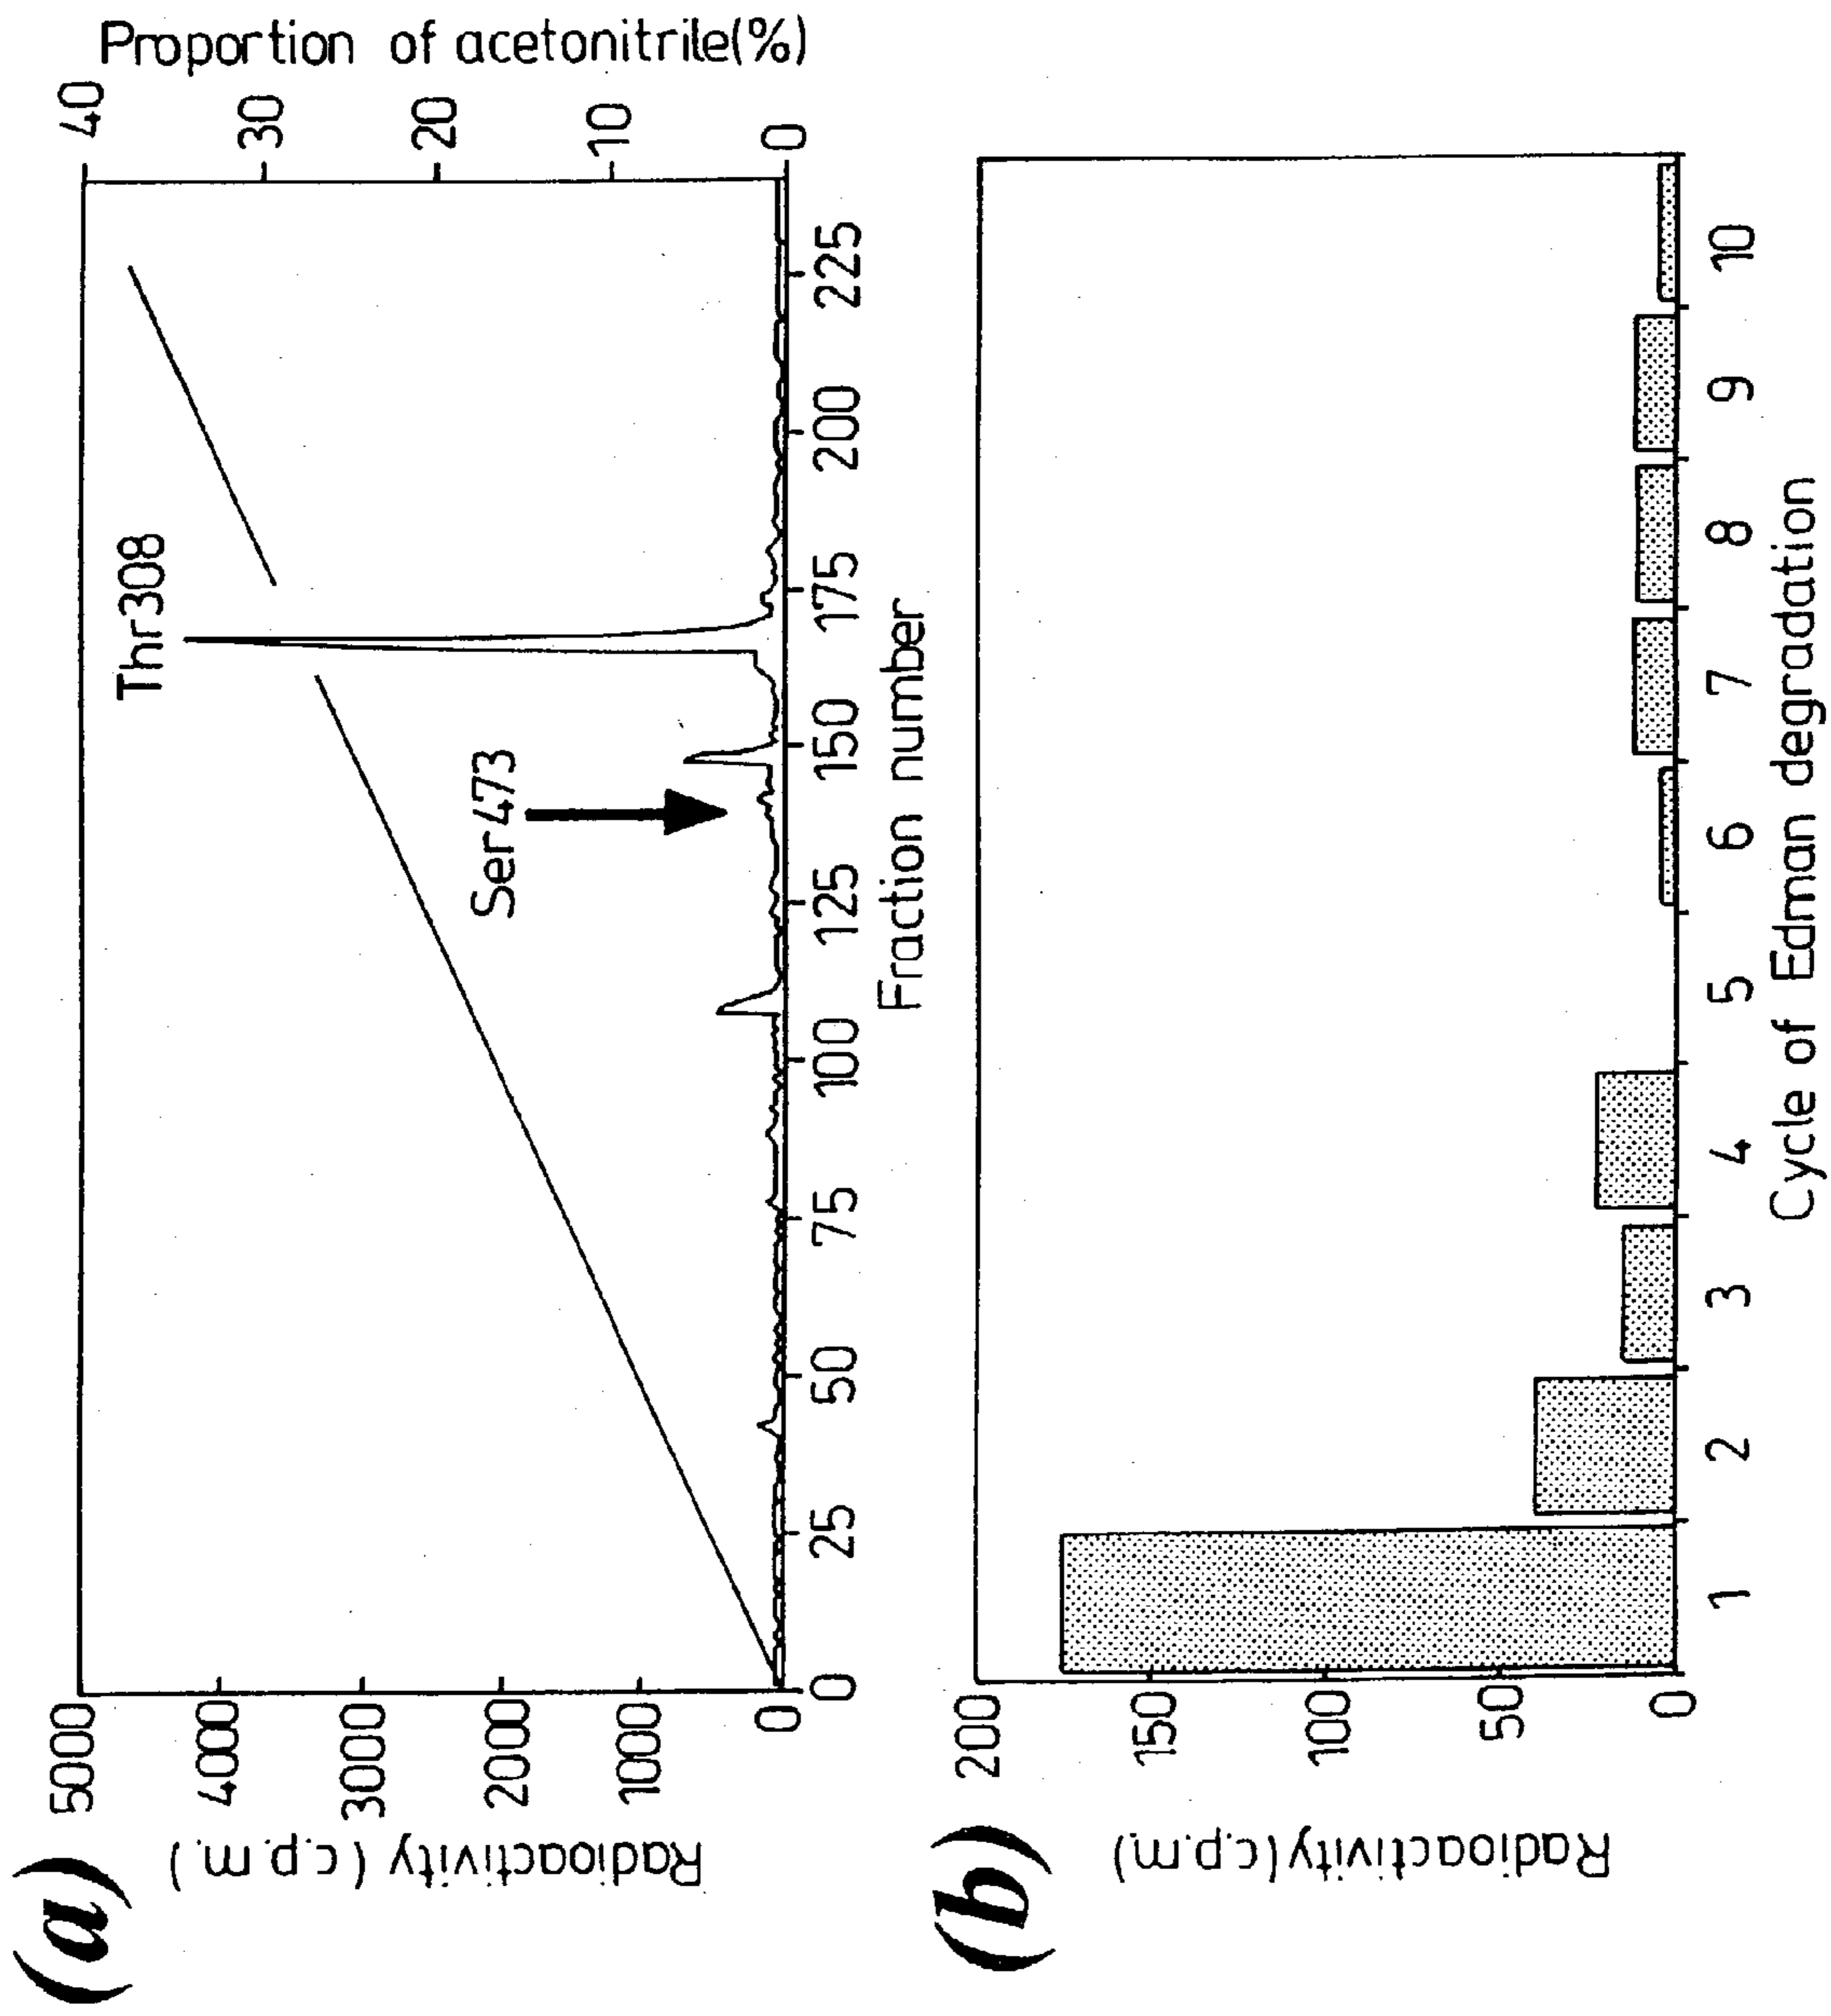 (a)
Radioactivity (c.p.m.)
5000
4000
3000
2000
1000
0
Thr308
Ser473
Proportion of acetonitrile(%)
40
30
20
10
0
0 25 50 75 100 125 150 175 200 225
Fraction number
(b)
Radioactivity (c.p.m)
200
150
100
50
0
1 2 3 4 5 6 7 8 9 10
Cycle of Edman degradation